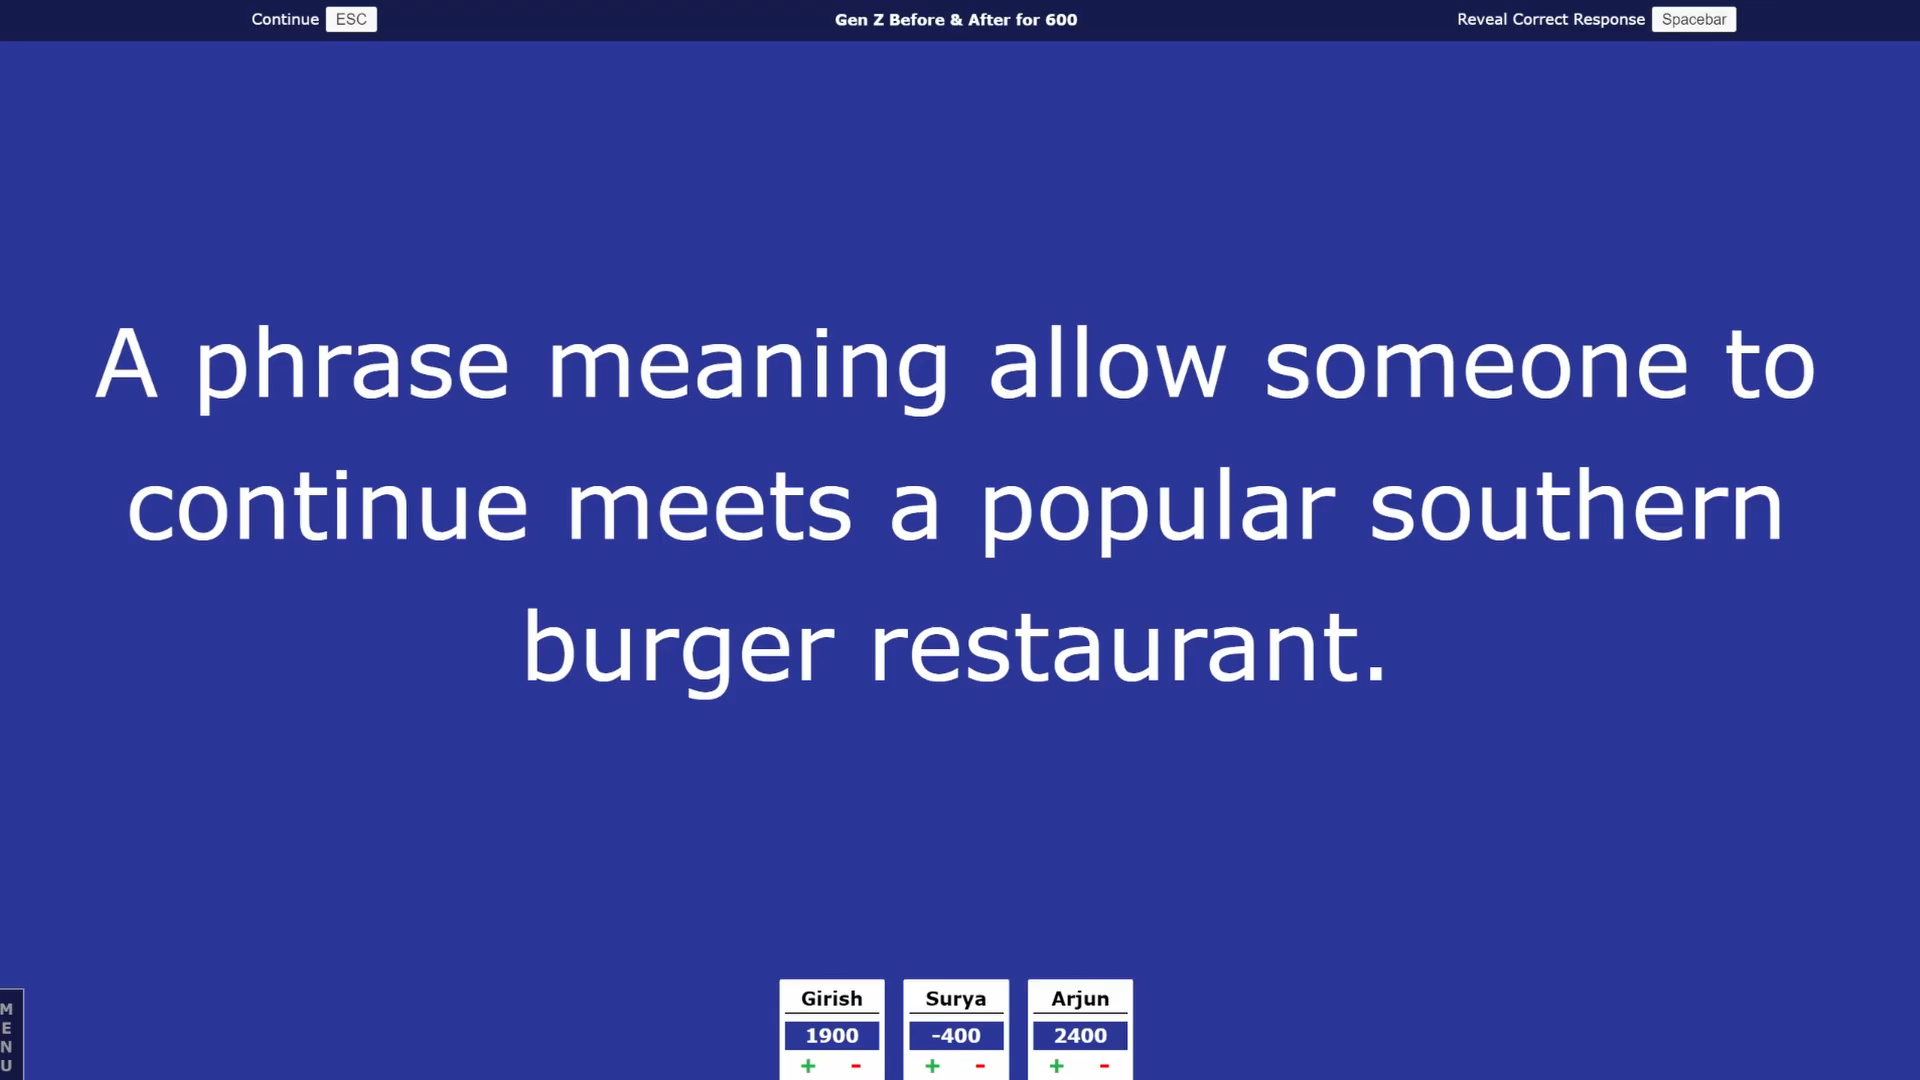 Continue ESC
Gen Z Before & After for 600
Reveal Correct Response Spacebar
A phrase meaning allow someone to
continue meets a popular southern
burger restaurant.
MENU
Girish Surya Arjun
1900 -400 2400
+ - + - + -